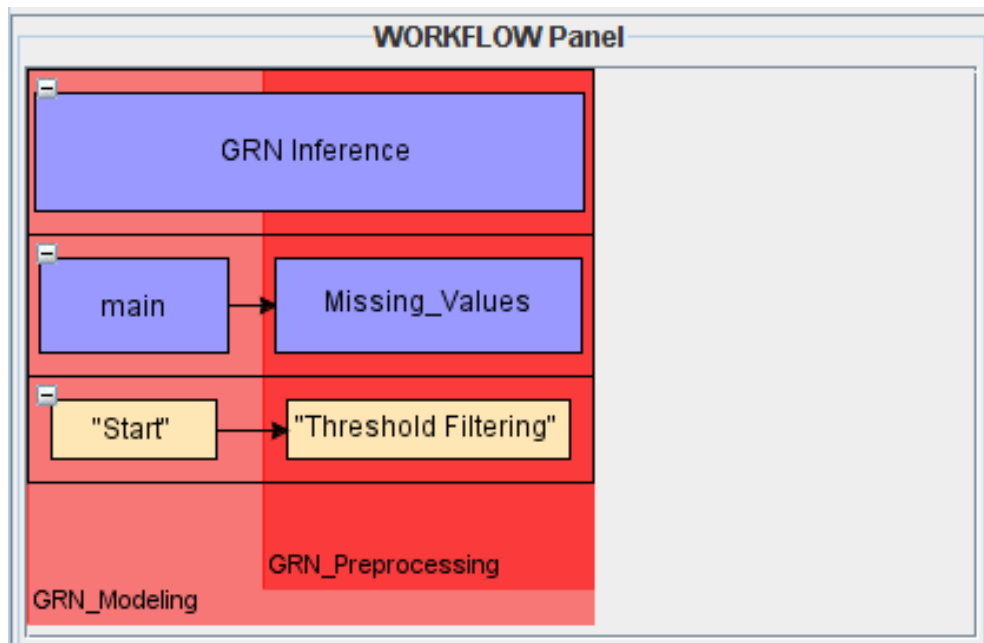 WORKFLOW Panel
GRN Inference
main
Missing_Values
"Start"
"Threshold Filtering"
GRN_Preprocessing
GRN_Modeling